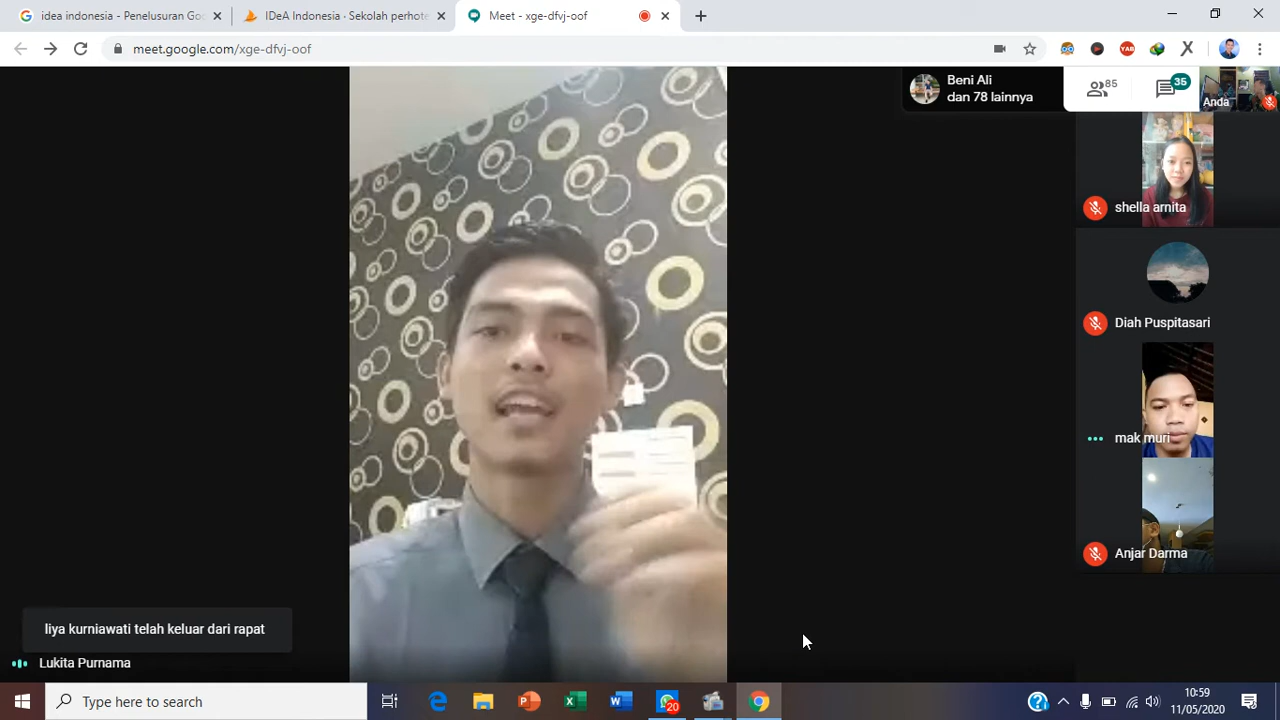 idea indonesia - Penelusuran Goo
IDeA Indonesia · Sekolah perhote
Meet - xge-dfvj-oof
meet.google.com/xge-dfvj-oof
YAB
Beni Ali
dan 78 lainnya
85
35
Anda
shella arnita
Diah Puspitasari
mak muri
Anjar Darma
liya kurniawati telah keluar dari rapat
Lukita Purnama
Type here to search
20
10:59
11/05/2020